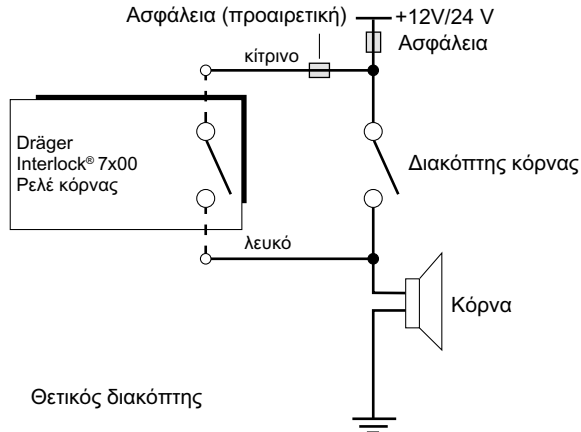 Ασφάλεια (προαιρετική)
+12V/24 V
Ασφάλεια
κίτρινο
Dräger
Interlock® 7x00
Ρελέ κόρνας
Διακόπτης κόρνας
λευκό
Κόρνα
Θετικός διακόπτης